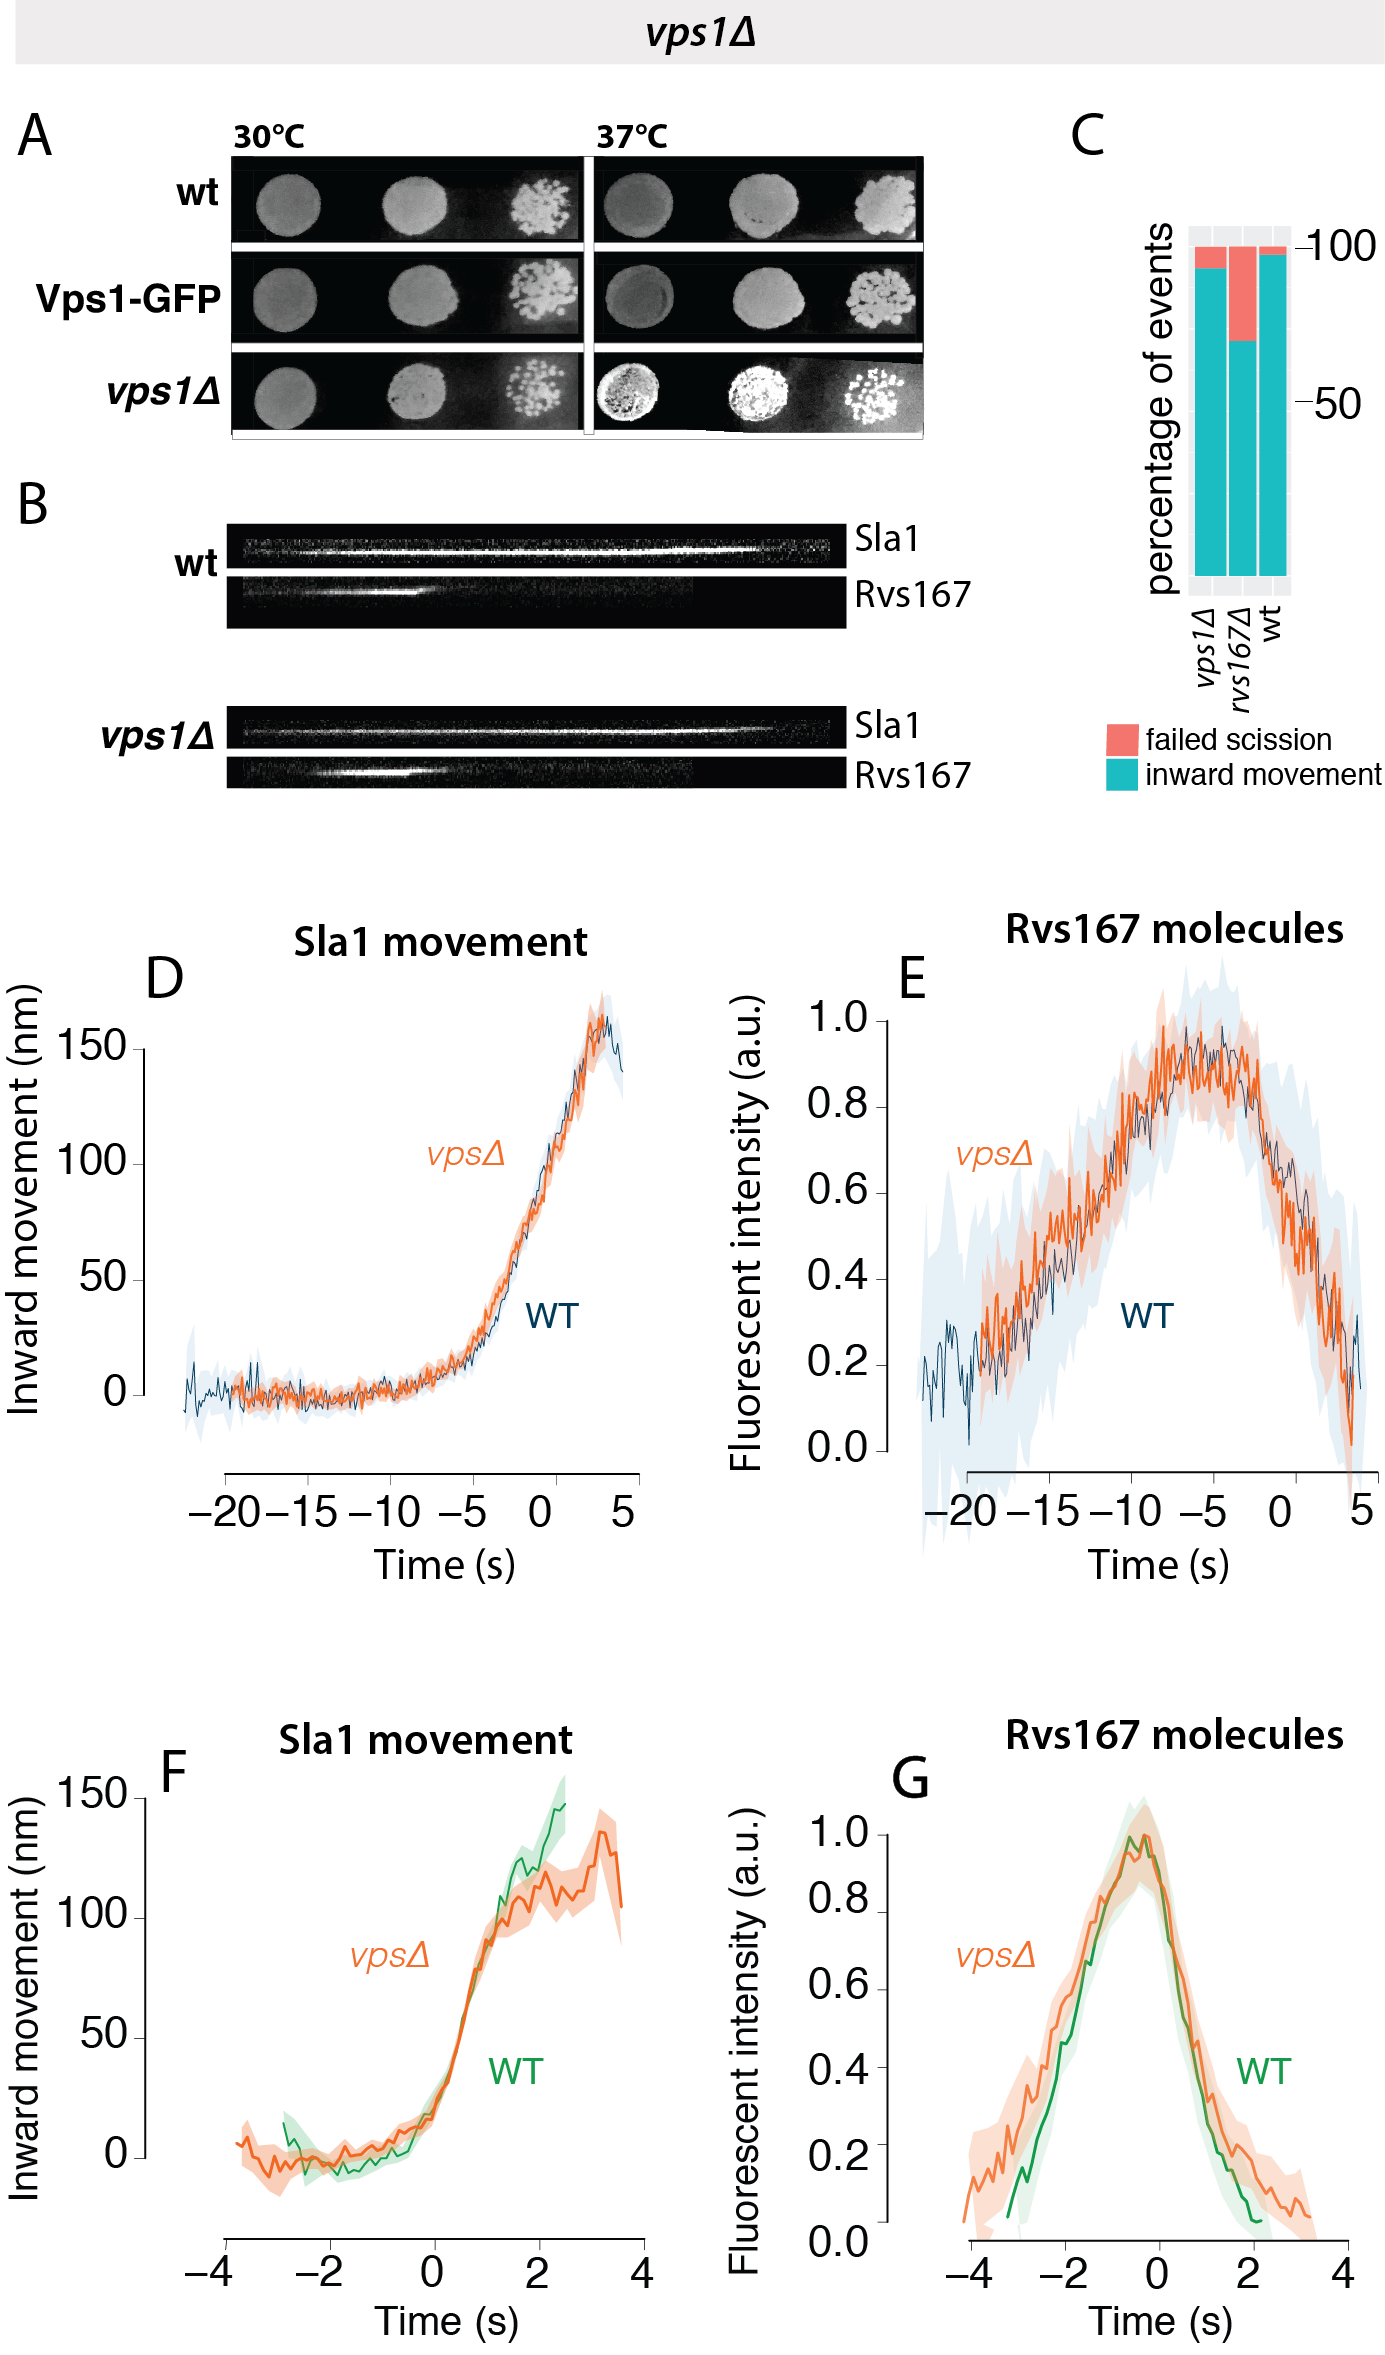 vps1Δ
A
30°C
37°C
wt
Vps1-GFP
vps1Δ
B
wt
Sla1
Rvs167
vps1Δ
Sla1
Rvs167
C
percentage of events
100
50
vps1Δ
rvs167Δ
wt
failed scission
inward movement
Sla1 movement
D
Inward movement (nm)
150
100
50
0
vpsΔ
WT
−20 −15 −10 −5 0 5
Time (s)
Rvs167 molecules
E
Fluorescent intensity (a.u.)
1.0
0.8
0.6
0.4
0.2
0.0
vpsΔ
WT
−20 −15 −10 −5 0 5
Time (s)
Sla1 movement
F
Inward movement (nm)
150
100
50
0
vpsΔ
WT
−4 −2 0 2 4
Time (s)
Rvs167 molecules
G
Fluorescent intensity (a.u.)
1.0
0.8
0.6
0.4
0.2
0.0
vpsΔ
WT
−4 −2 0 2 4
Time (s)